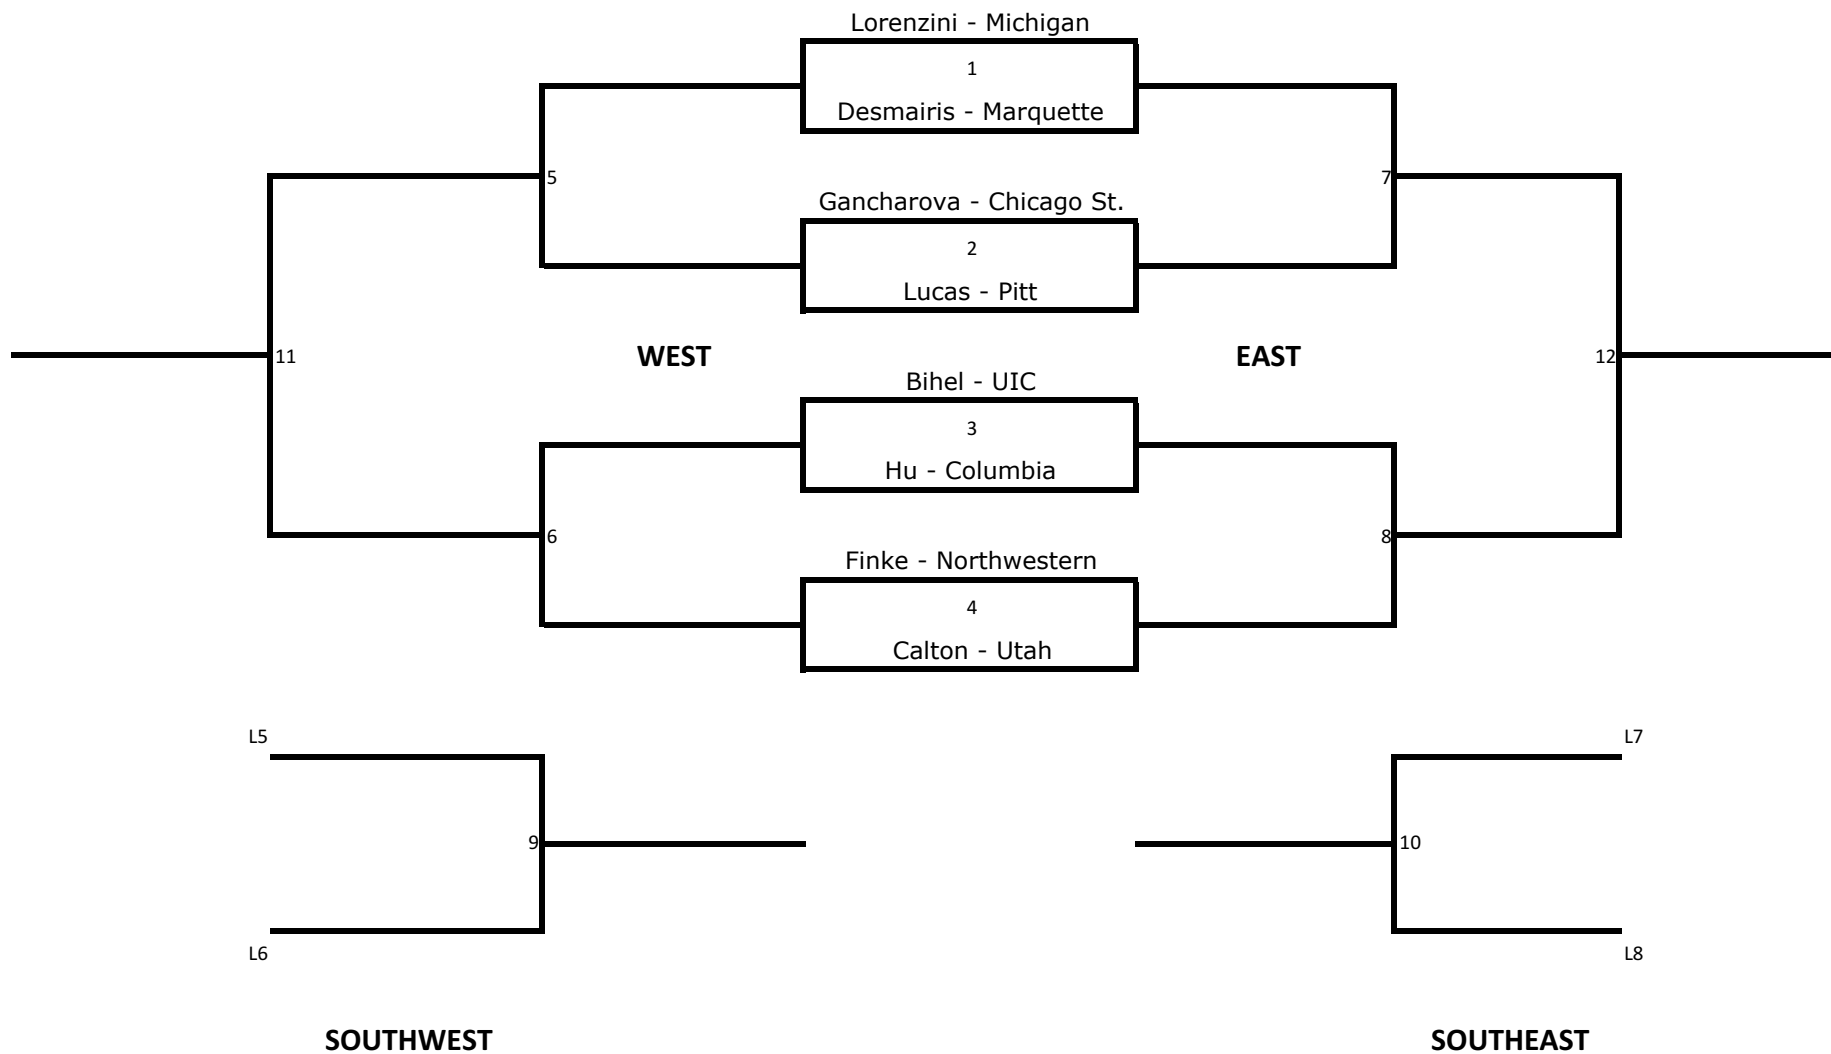 Lorenzini - Michigan
1
Desmairis - Marquette
5
7
Gancharova - Chicago St.
2
Lucas - Pitt
11
WEST
EAST
12
Bihel - UIC
3
Hu - Columbia
6
8
Finke - Northwestern
4
Calton - Utah
L5
L7
9
10
L6
L8
SOUTHWEST
SOUTHEAST